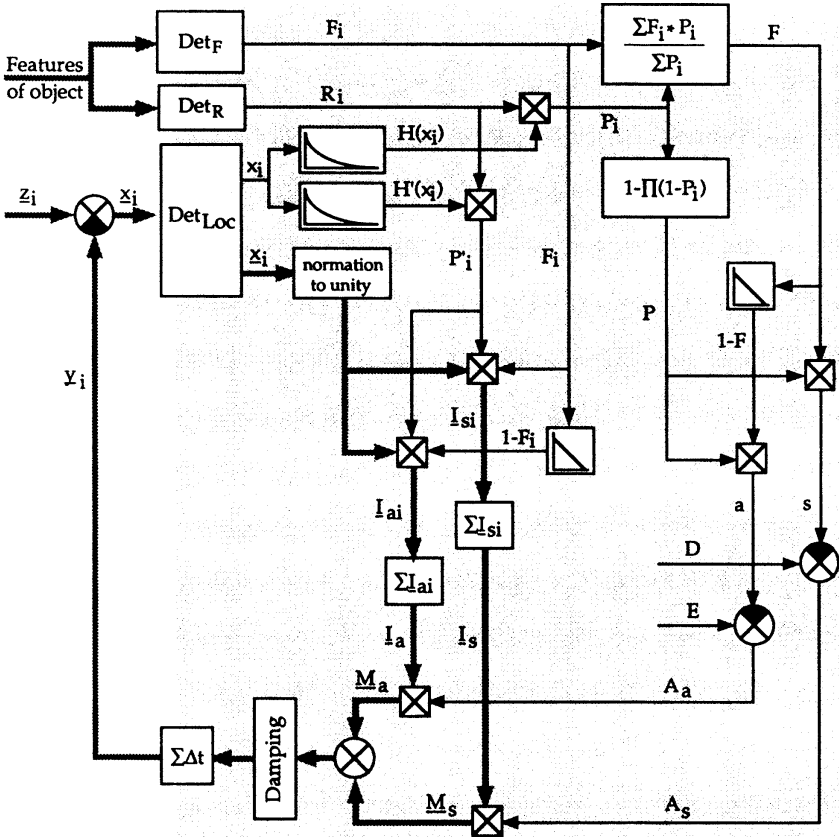 Features
of object
Det_F
F_i
ΣF_i * P_i
ΣP_i
F
Det_R
R_i
P_i
H(x_i)
x_i
H'(x_i)
1-Π(1-P_i)
z_i
x_i
Det_Loc
x_i
normation
to unity
P'_i
F_i
P
1-F
y_i
I_si
1-F_i
I_ai
ΣI_si
a
s
D
ΣI_ai
E
I_a
I_s
M_a
A_a
ΣΔt
Damping
M_s
A_s